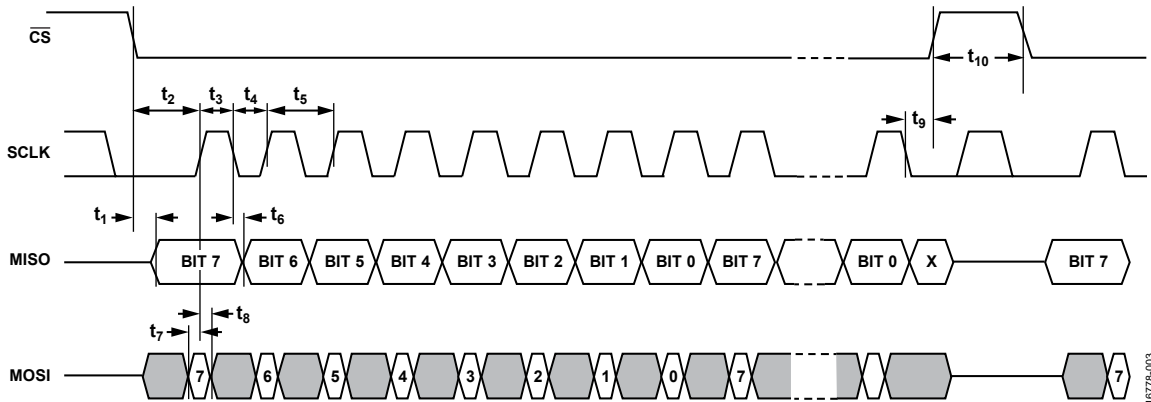 CS
t10
t2 t3 t4 t5
t9
SCLK
t1 t6
MISO BIT 7 BIT 6 BIT 5 BIT 4 BIT 3 BIT 2 BIT 1 BIT 0 BIT 7 BIT 0 X BIT 7
t7 t8
MOSI 7 6 5 4 3 2 1 0 7 7
16778-003